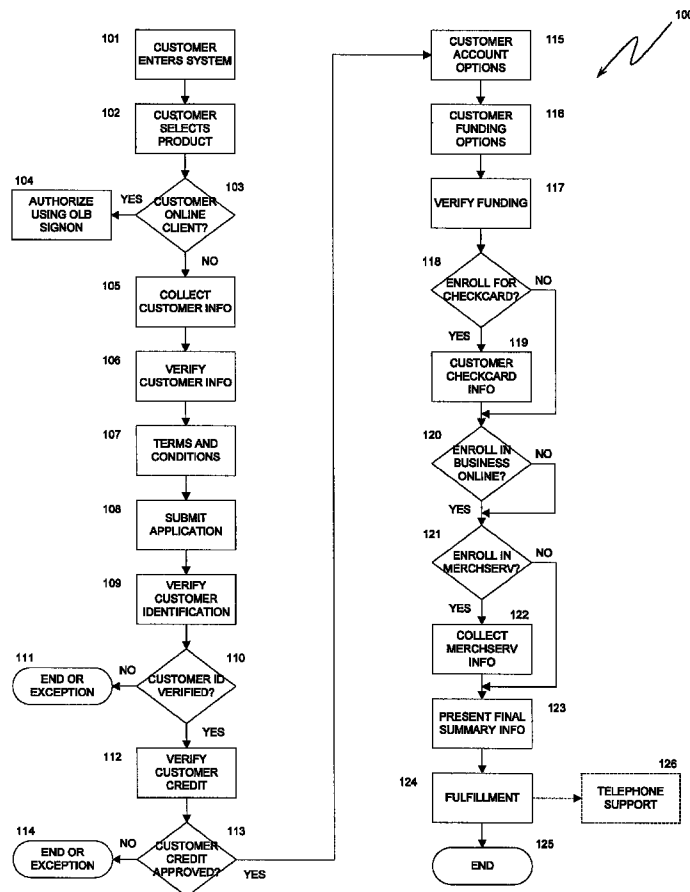 100
101
CUSTOMER
ENTERS SYSTEM
102
CUSTOMER
SELECTS
PRODUCT
103
CUSTOMER
ONLINE
CLIENT?
YES
104
AUTHORIZE
USING OLB
SIGNON
NO
105
COLLECT
CUSTOMER INFO
106
VERIFY
CUSTOMER INFO
107
TERMS AND
CONDITIONS
108
SUBMIT
APPLICATION
109
VERIFY
CUSTOMER
IDENTIFICATION
110
CUSTOMER ID
VERIFIED?
NO
111
END OR
EXCEPTION
YES
112
VERIFY
CUSTOMER
CREDIT
113
CUSTOMER
CREDIT
APPROVED?
NO
114
END OR
EXCEPTION
YES
115
CUSTOMER
ACCOUNT
OPTIONS
116
CUSTOMER
FUNDING
OPTIONS
117
VERIFY FUNDING
118
ENROLL FOR
CHECKCARD?
NO
YES
119
CUSTOMER
CHECKCARD
INFO
120
ENROLL IN
BUSINESS
ONLINE?
NO
YES
121
ENROLL IN
MERCHSERV?
NO
YES
122
COLLECT
MERCHSERV
INFO
123
PRESENT FINAL
SUMMARY INFO
124
FULFILLMENT
126
TELEPHONE
SUPPORT
125
END